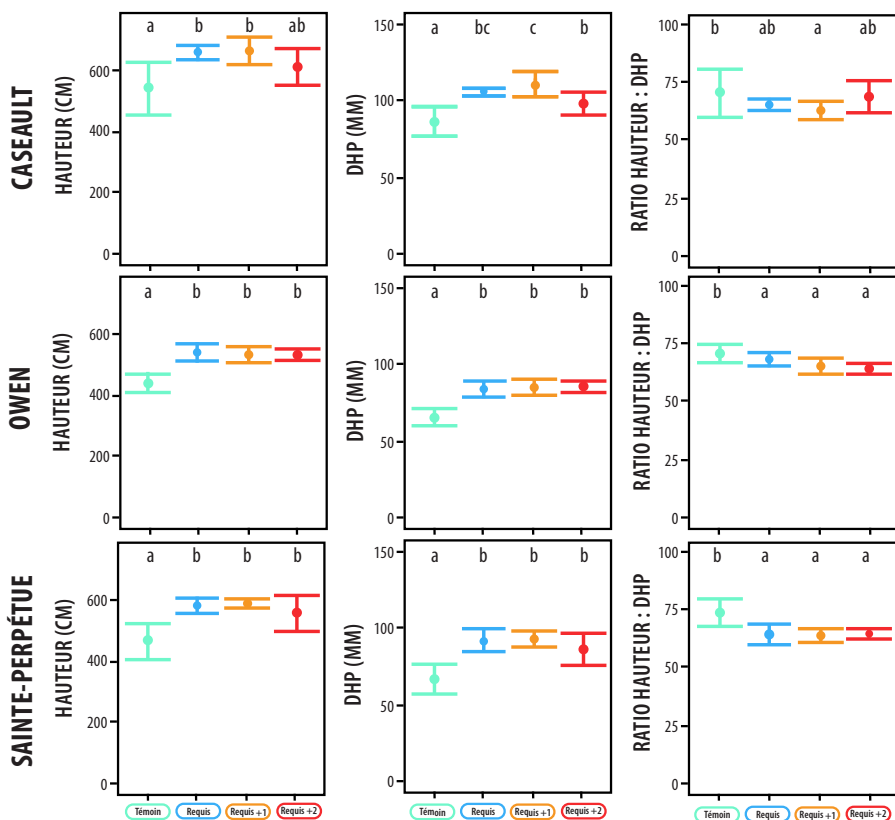 CASEAULT
HAUTEUR (CM)
600
400
200
0
a b b ab
DHP (MM)
150
100
50
0
a bc c b
RATIO HAUTEUR : DHP
100
75
50
25
0
b ab a ab
OWEN
HAUTEUR (CM)
600
400
200
0
a b b b
DHP (MM)
150
100
50
0
a b b b
RATIO HAUTEUR : DHP
100
75
50
25
0
b a a a
SAINTE-PERPÉTUE
HAUTEUR (CM)
600
400
200
0
a b b b
DHP (MM)
150
100
50
0
a b b b
RATIO HAUTEUR : DHP
100
75
50
25
0
b a a a
Témoin Requis Requis +1 Requis +2
Témoin Requis Requis +1 Requis +2
Témoin Requis Requis +1 Requis +2